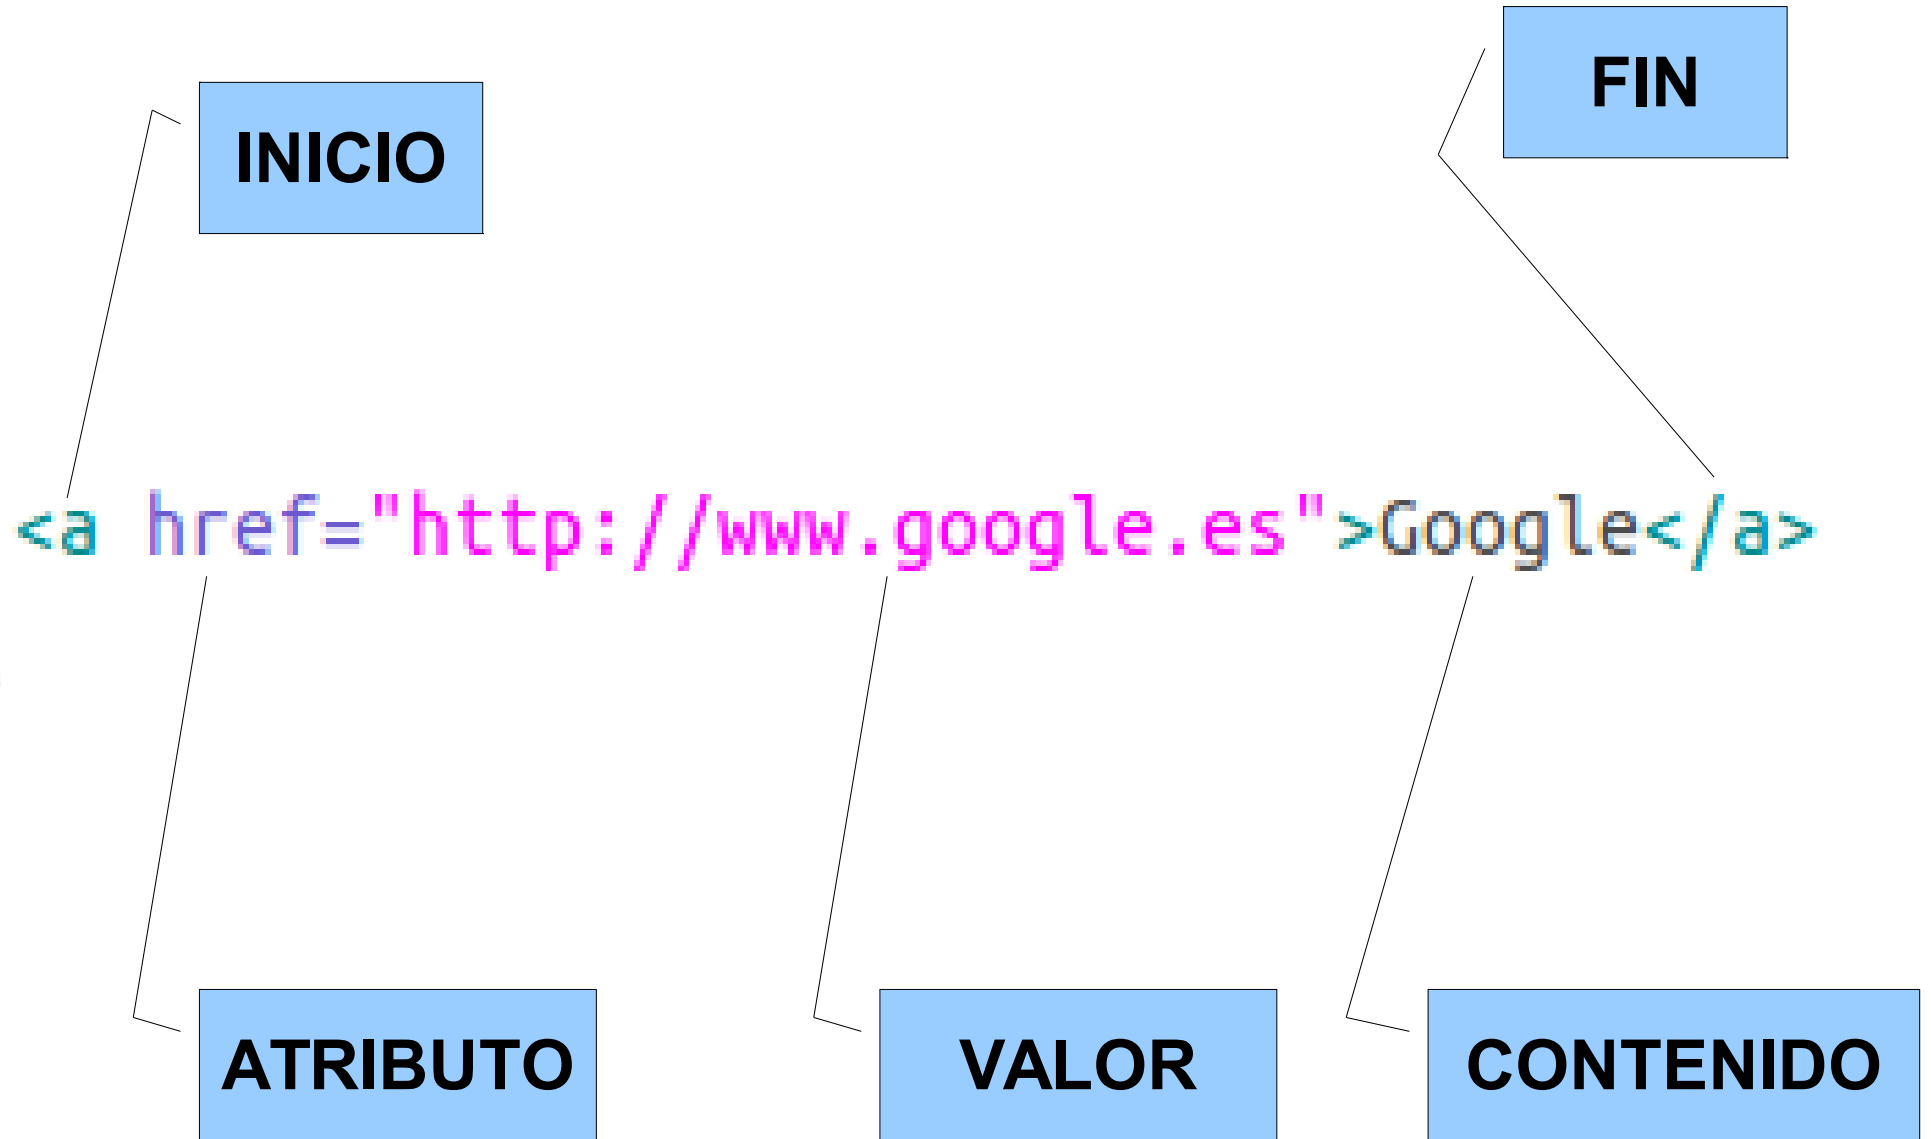 FIN
INICIO
<a href="http://www.google.es">Google</a>
ATRIBUTO
VALOR
CONTENIDO